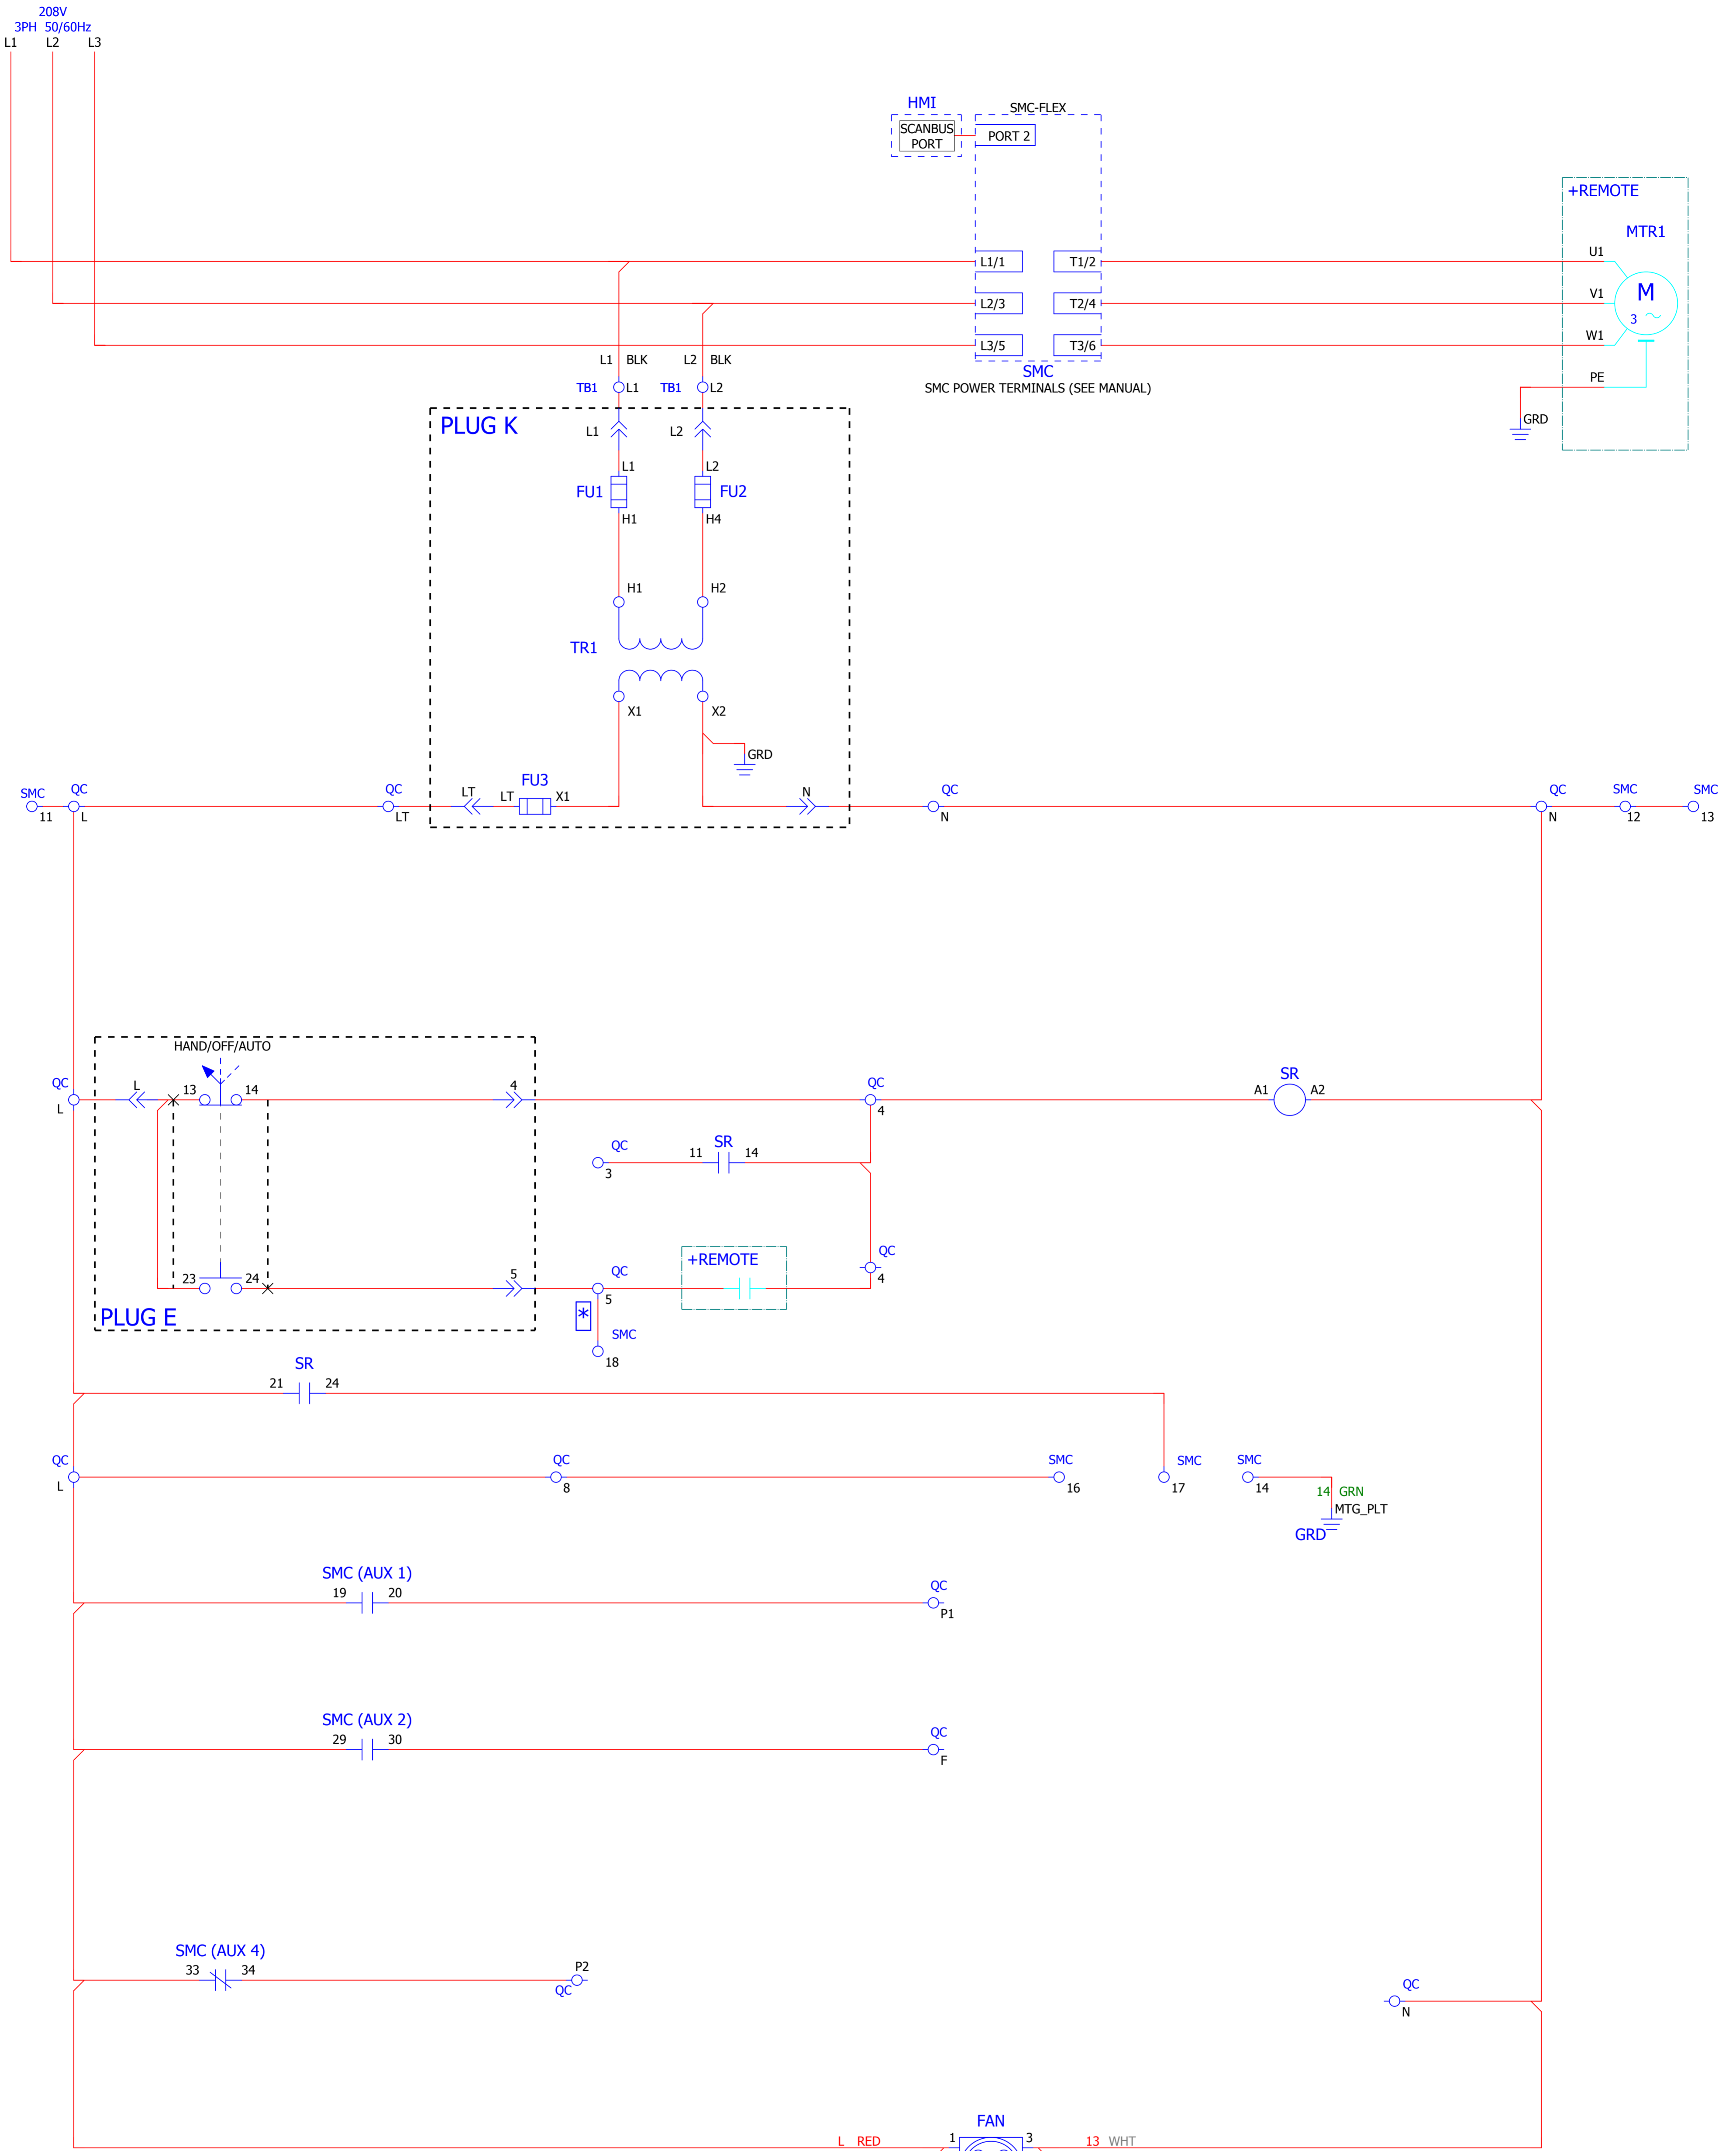 208V
3PH 50/60Hz
L1 L2 L3
HMI
SMC-FLEX
SCANBUS
PORT
PORT 2
+REMOTE
MTR1
L1/1 T1/2 U1
L2/3 T2/4 V1
M
3
L3/5 T3/6 W1
L1 BLK L2 BLK
SMC
SMC POWER TERMINALS (SEE MANUAL)
PE
GRD
TB1 L1 TB1 L2
PLUG K
L1 L2
L1 L2
FU1 FU2
H1 H4
H1 H2
TR1
X1 X2
GRD
FU3
SMC QC QC LT LT X1 N QC QC SMC SMC
11 L LT N N 12 13
HAND/OFF/AUTO
QC L 13 14 4 QC SR
L 4 A1 A2
QC SR
3 11 14
+REMOTE
QC
4
23 24 5 QC
5
PLUG E
*
SMC
18
SR
21 24
QC QC SMC SMC SMC
L 8 16 17 14
14 GRN
MTG_PLT
GRD
SMC (AUX 1)
19 20 QC
P1
SMC (AUX 2)
29 30 QC
F
SMC (AUX 4)
33 34 P2
QC
QC
N
FAN
L RED 1 3 13 WHT